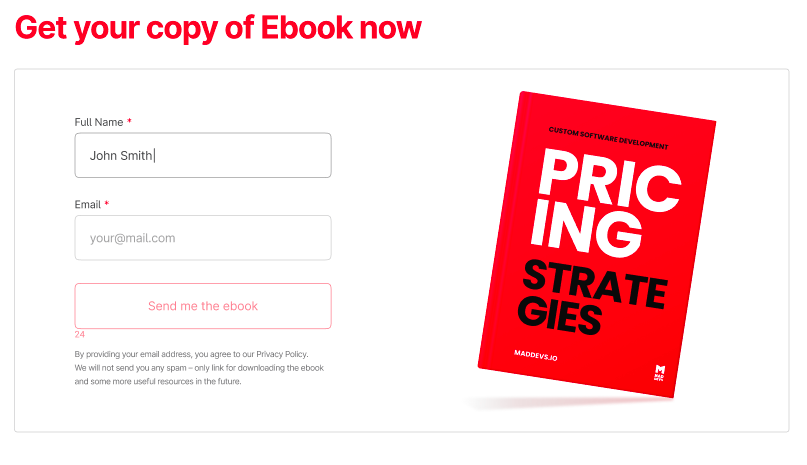 Get your copy of Ebook now
Full Name *
John Smith
Email *
your@mail.com
Send me the ebook
24
By providing your email address, you agree to our Privacy Policy.
We will not send you any spam – only link for downloading the ebook
and some more useful resources in the future.
CUSTOM SOFTWARE DEVELOPMENT
PRIC
ING
STRATE
GIES
MADDEVS.IO
M
MAD
DEVS